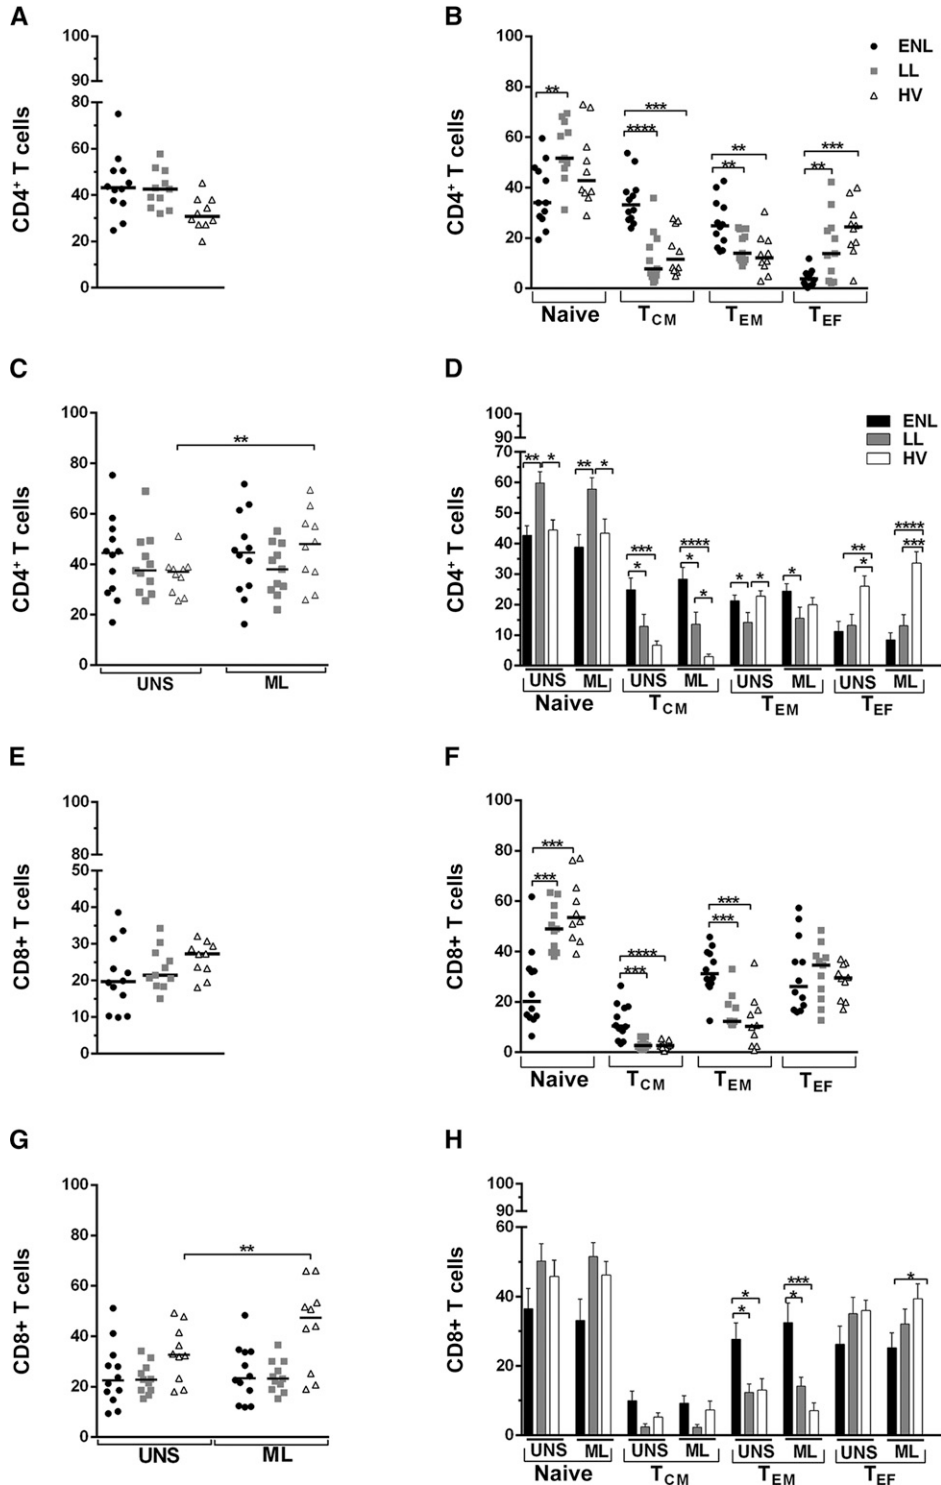 A
CD4+ T cells
100
90
80
60
40
20
0
B
CD4+ T cells
100
80
60
40
20
0
ENL
LL
HV
**
****
***
**
**
**
***
Naive
TCM
TEM
TEF
C
CD4+ T cells
100
80
60
40
20
0
**
UNS
ML
D
CD4+ T cells
100
90
70
60
50
40
30
20
10
0
ENL
LL
HV
** *
** *
***
*
****
*
*
* *
*
**
*
****
***
UNS ML UNS ML UNS ML UNS ML
Naive
TCM
TEM
TEF
E
CD8+ T cells
100
80
50
40
30
20
10
0
F
CD8+ T cells
100
80
60
40
20
0
***
***
****
***
***
***
Naive
TCM
TEM
TEF
G
CD8+ T cells
100
80
60
40
20
0
**
UNS
ML
H
CD8+ T cells
100
90
60
40
20
0
*
*
***
*
*
UNS ML UNS ML UNS ML UNS ML
Naive
TCM
TEM
TEF